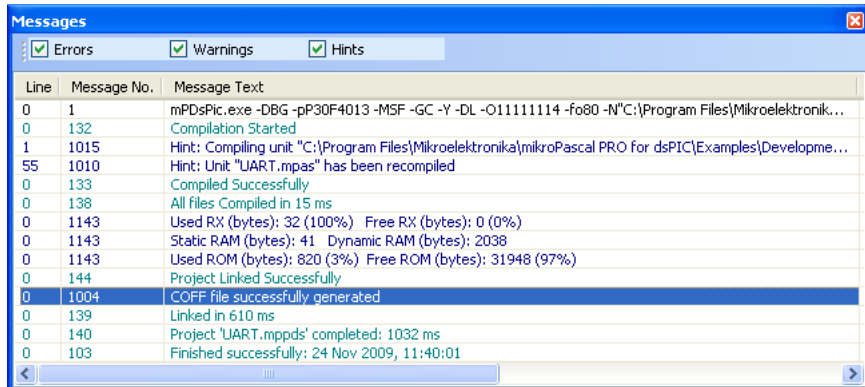 Messages
Errors Warnings Hints
Line Message No. Message Text
0 1 mPDsPic.exe -DBG -pP30F4013 -MSF -GC -Y -DL -O11111114 -fo80 -N"C:\Program Files\Mikroelektronik...
0 132 Compilation Started
1 1015 Hint: Compiling unit "C:\Program Files\Mikroelektronika\mikroPascal PRO for dsPIC\Examples\Developme...
55 1010 Hint: Unit "UART.mpas" has been recompiled
0 133 Compiled Successfully
0 138 All files Compiled in 15 ms
0 1143 Used RX (bytes): 32 (100%) Free RX (bytes): 0 (0%)
0 1143 Static RAM (bytes): 41 Dynamic RAM (bytes): 2038
0 1143 Used ROM (bytes): 820 (3%) Free ROM (bytes): 31948 (97%)
0 144 Project Linked Successfully
0 1004 COFF file successfully generated
0 139 Linked in 610 ms
0 140 Project 'UART.mppds' completed: 1032 ms
0 103 Finished successfully: 24 Nov 2009, 11:40:01